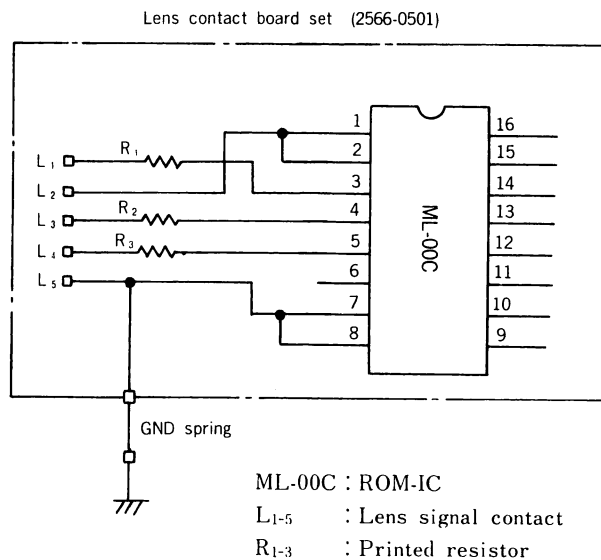 Lens contact board set (2566-0501)
L₁ R₁
L₂
L₃ R₂
L₄ R₃
L₅
1
2
3
4
5
6
7
8
ML-00C
16
15
14
13
12
11
10
9
GND spring
ML-00C : ROM-IC
L₁₋₅ : Lens signal contact
R₁₋₃ : Printed resistor